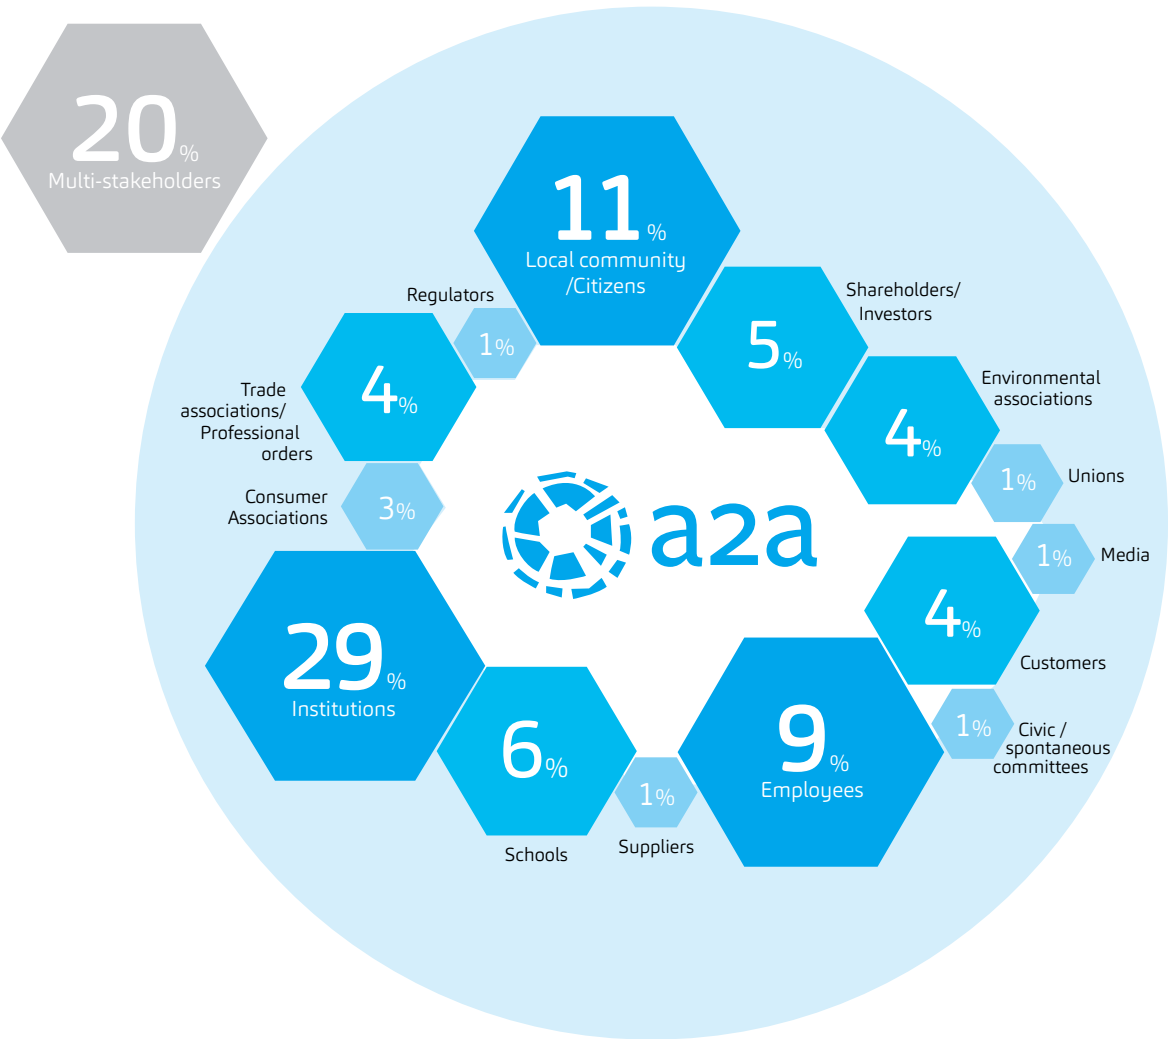 20%
Multi-stakeholders
11%
Local community
/Citizens
Regulators
1%
Shareholders/
Investors
5%
4%
Trade
associations/
Professional
orders
Environmental
associations
4%
Unions
1%
Consumer
Associations
3%
a2a
Media
1%
4%
Customers
29%
Institutions
6%
Schools
1%
Suppliers
9%
Employees
1%
Civic /
spontaneous
committees